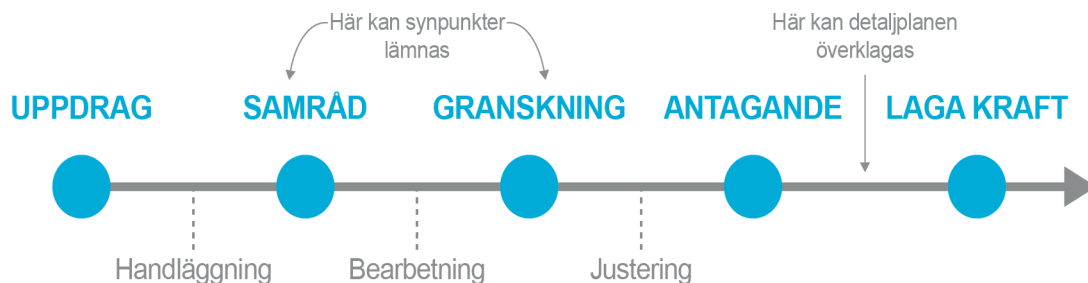 Här kan synpunkter
lämnas
Här kan detaljplanen
överklagas
UPPDRAG
SAMRÅD
GRANSKNING
ANTAGANDE
LAGA KRAFT
Handläggning
Bearbetning
Justering